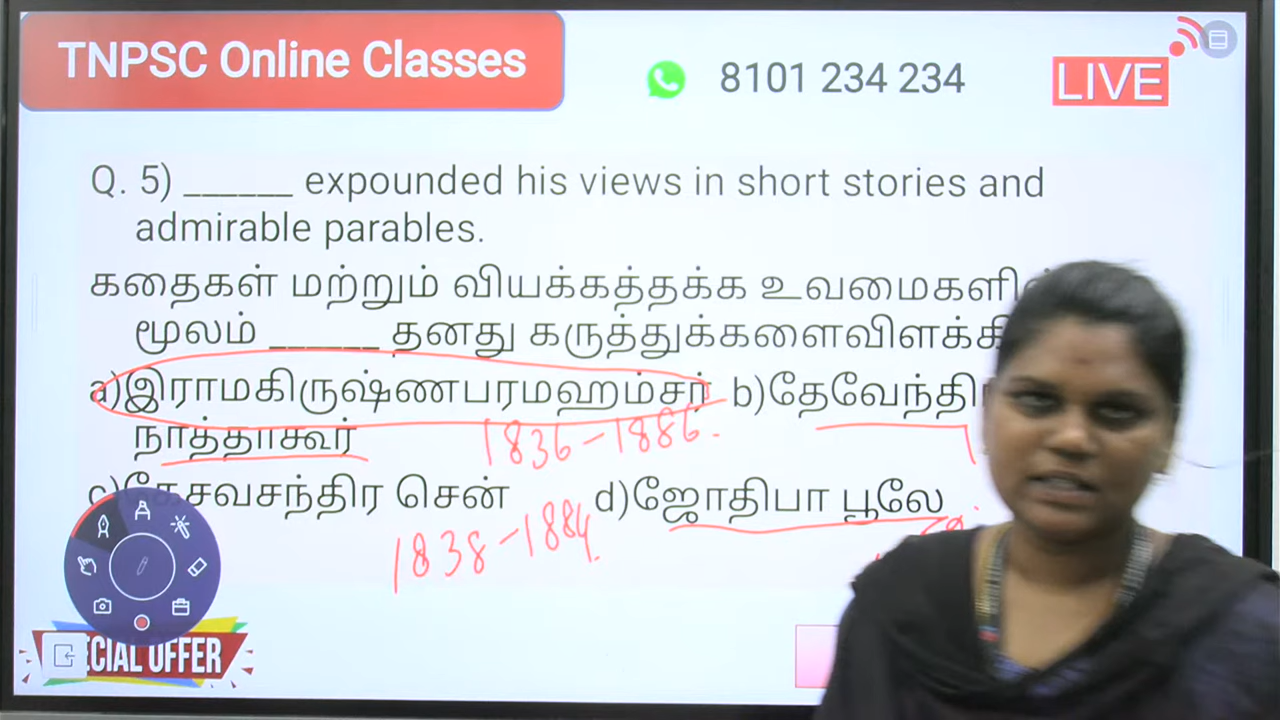 TNPSC Online Classes
8101 234 234
LIVE
Q. 5) ______ expounded his views in short stories and
admirable parables.
கதைகள் மற்றும் வியக்கத்தக்க உவமைகளின்
மூலம் ______ தனது கருத்துக்களைவிளக்கி
a)இராமகிருஷ்ணபரமஹம்சர் b)தேவேந்திர
நாத்தாகூர் 1836-1886.
c)கேசவசந்திர சென் d)ஜோதிபா பூலே
1838-1884.
ECIAL OFFER